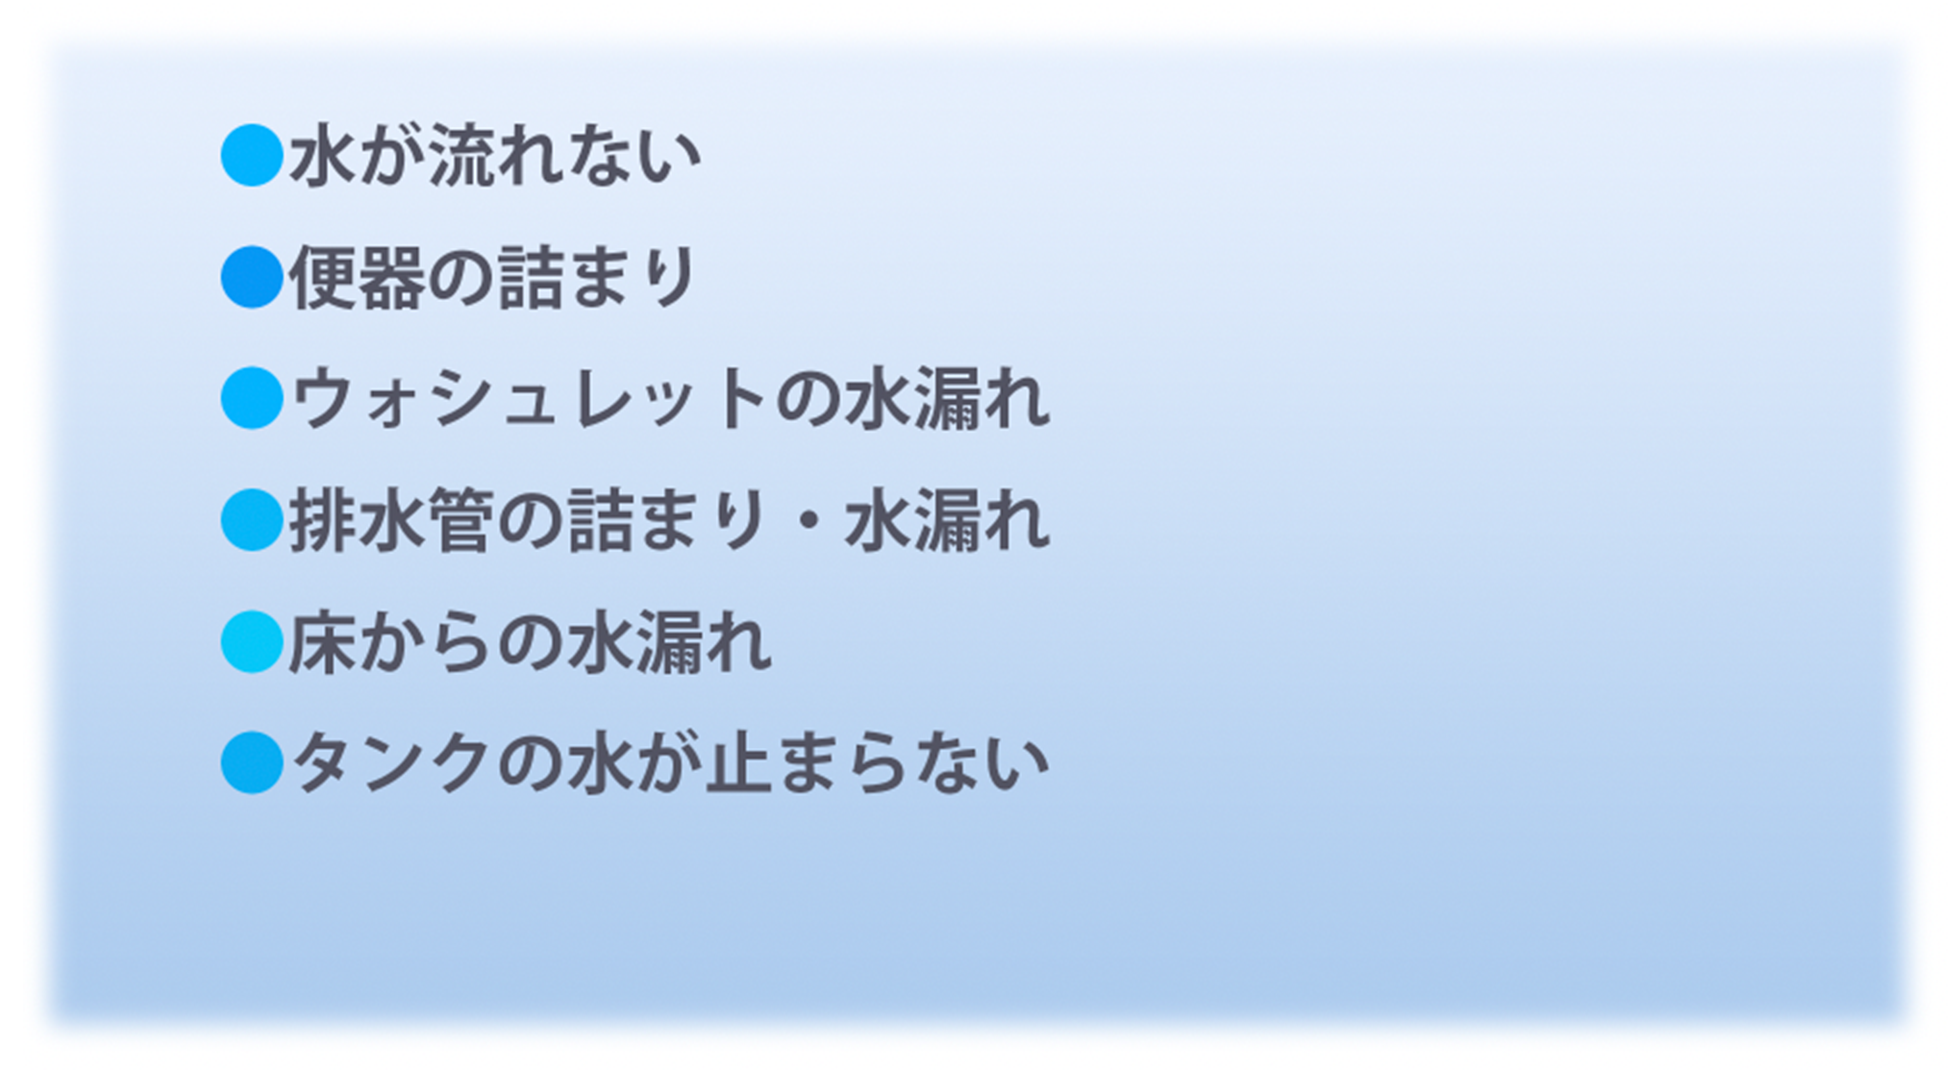 ●水が流れない
●便器の詰まり
●ウォシュレットの水漏れ
●排水管の詰まり・水漏れ
●床からの水漏れ
●タンクの水が止まらない